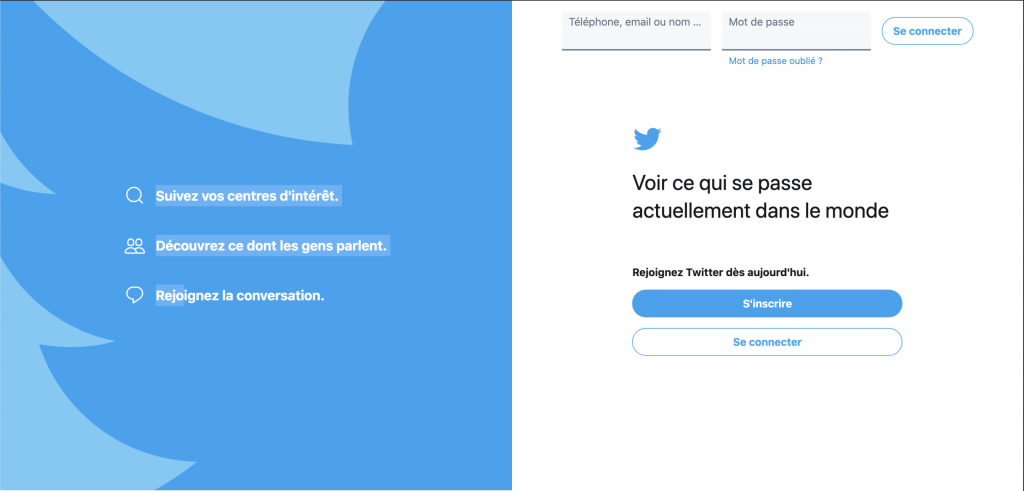 Téléphone, email ou nom ...
Mot de passe
Se connecter
Mot de passe oublié ?
Suivez vos centres d'intérêt.
Découvrez ce dont les gens parlent.
Rejoignez la conversation.
Voir ce qui se passe
actuellement dans le monde
Rejoignez Twitter dès aujourd'hui.
S'inscrire
Se connecter